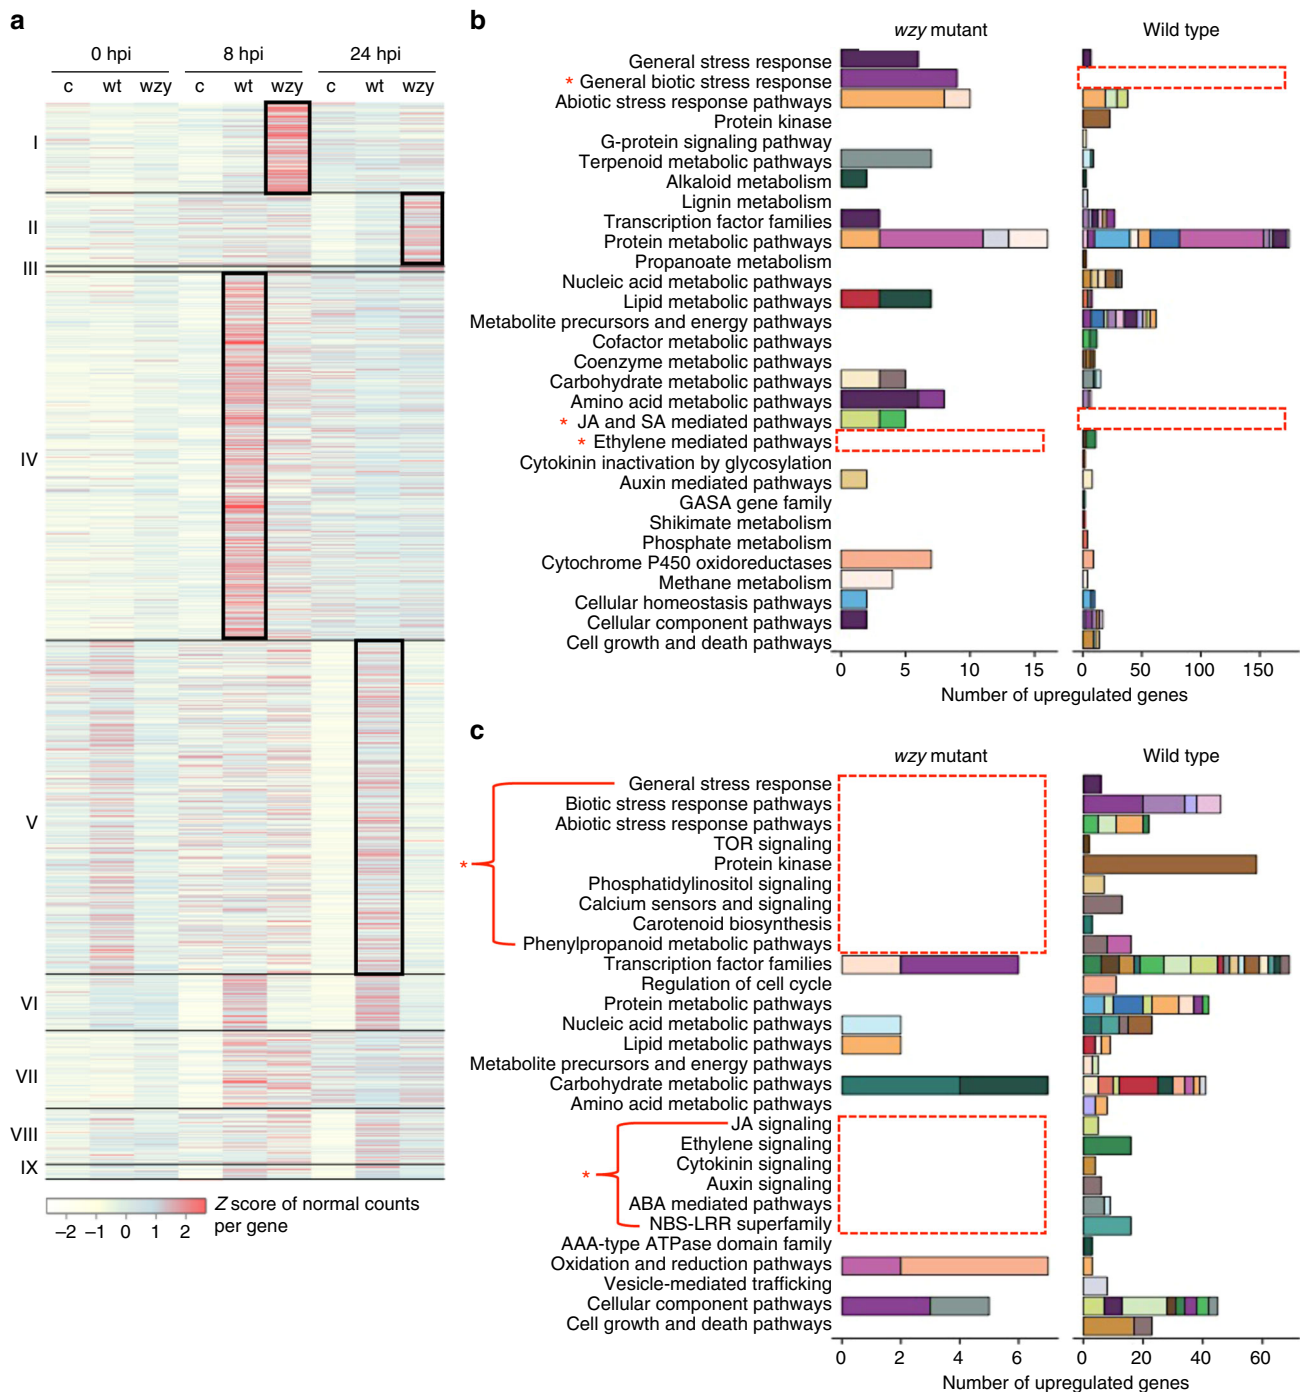 a
0 hpi 8 hpi 24 hpi
c wt wzy c wt wzy c wt wzy
I
II
III
IV
V
VI
VII
VIII
IX
Z score of normal counts
per gene
−2 −1 0 1 2
b
wzy mutant Wild type
General stress response
* General biotic stress response
Abiotic stress response pathways
Protein kinase
G-protein signaling pathway
Terpenoid metabolic pathways
Alkaloid metabolism
Lignin metabolism
Transcription factor families
Protein metabolic pathways
Propanoate metabolism
Nucleic acid metabolic pathways
Lipid metabolic pathways
Metabolite precursors and energy pathways
Cofactor metabolic pathways
Coenzyme metabolic pathways
Carbohydrate metabolic pathways
Amino acid metabolic pathways
* JA and SA mediated pathways
* Ethylene mediated pathways
Cytokinin inactivation by glycosylation
Auxin mediated pathways
GASA gene family
Shikimate metabolism
Phosphate metabolism
Cytochrome P450 oxidoreductases
Methane metabolism
Cellular homeostasis pathways
Cellular component pathways
Cell growth and death pathways
0 5 10 15 0 50 100 150
Number of upregulated genes
c
wzy mutant Wild type
General stress response
Biotic stress response pathways
Abiotic stress response pathways
TOR signaling
* Protein kinase
Phosphatidylinositol signaling
Calcium sensors and signaling
Carotenoid biosynthesis
Phenylpropanoid metabolic pathways
Transcription factor families
Regulation of cell cycle
Protein metabolic pathways
Nucleic acid metabolic pathways
Lipid metabolic pathways
Metabolite precursors and energy pathways
Carbohydrate metabolic pathways
Amino acid metabolic pathways
JA signaling
Ethylene signaling
Cytokinin signaling
* Auxin signaling
ABA mediated pathways
NBS-LRR superfamily
AAA-type ATPase domain family
Oxidation and reduction pathways
Vesicle-mediated trafficking
Cellular component pathways
Cell growth and death pathways
0 2 4 6 0 20 40 60
Number of upregulated genes